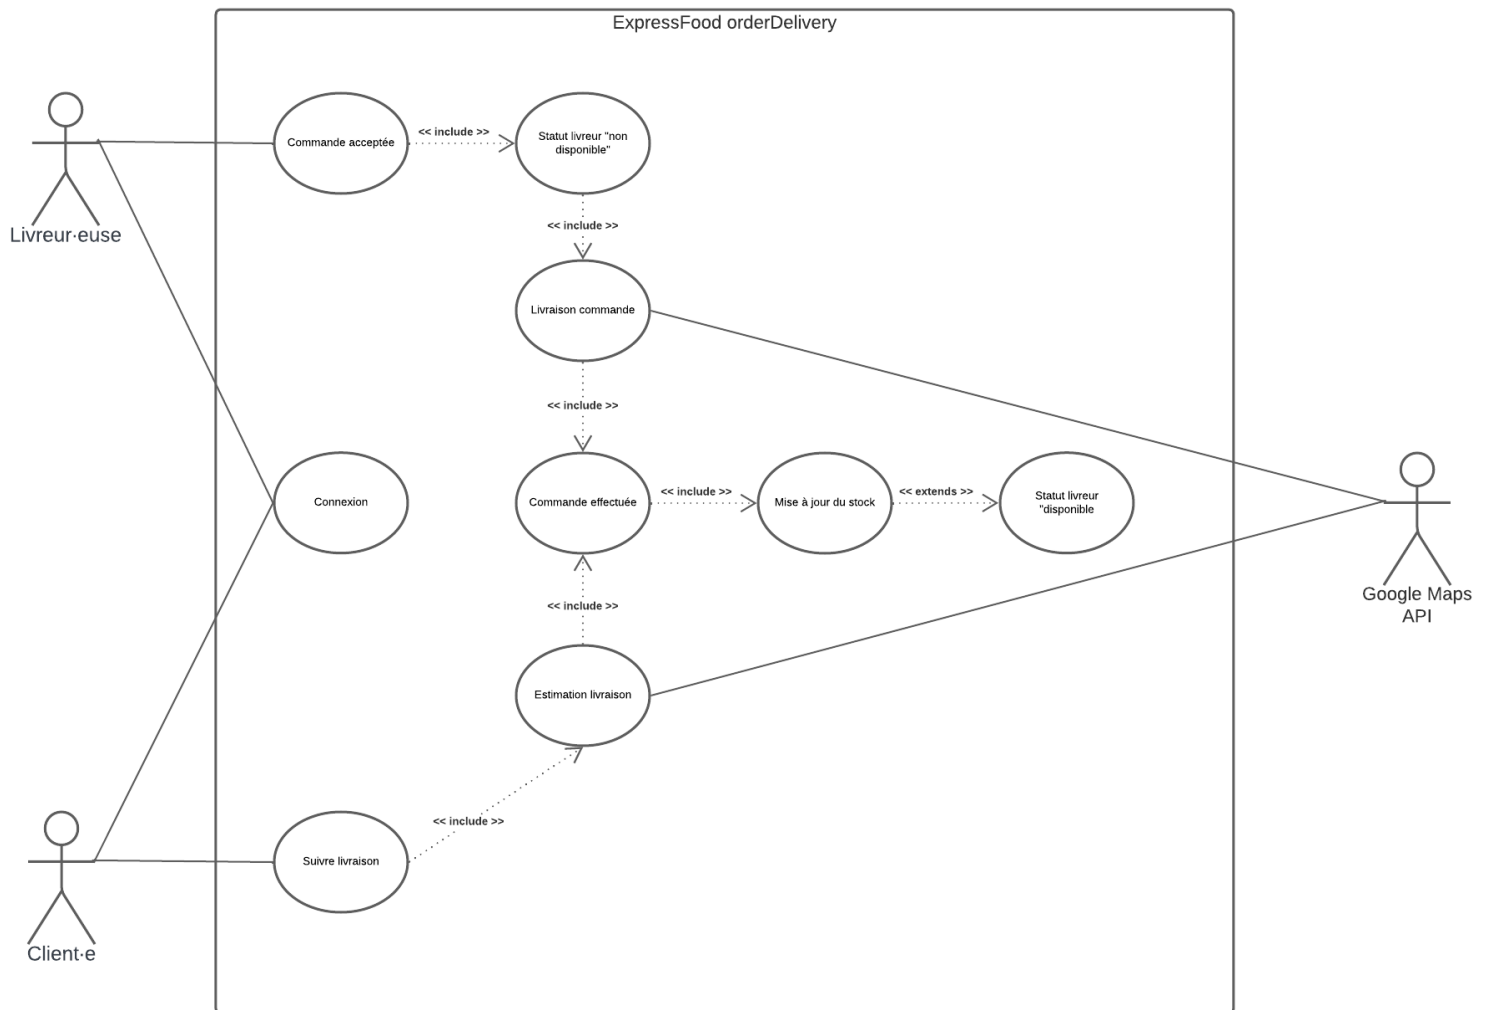 ExpressFood orderDelivery
Commande acceptée
<< include >>
Statut livreur "non
disponible"
Livreur·euse
<< include >>
Livraison commande
<< include >>
Connexion
Commande effectuée
<< include >>
Mise à jour du stock
<< extends >>
Statut livreur
"disponible
Google Maps
API
<< include >>
Estimation livraison
<< include >>
Suivre livraison
Client·e